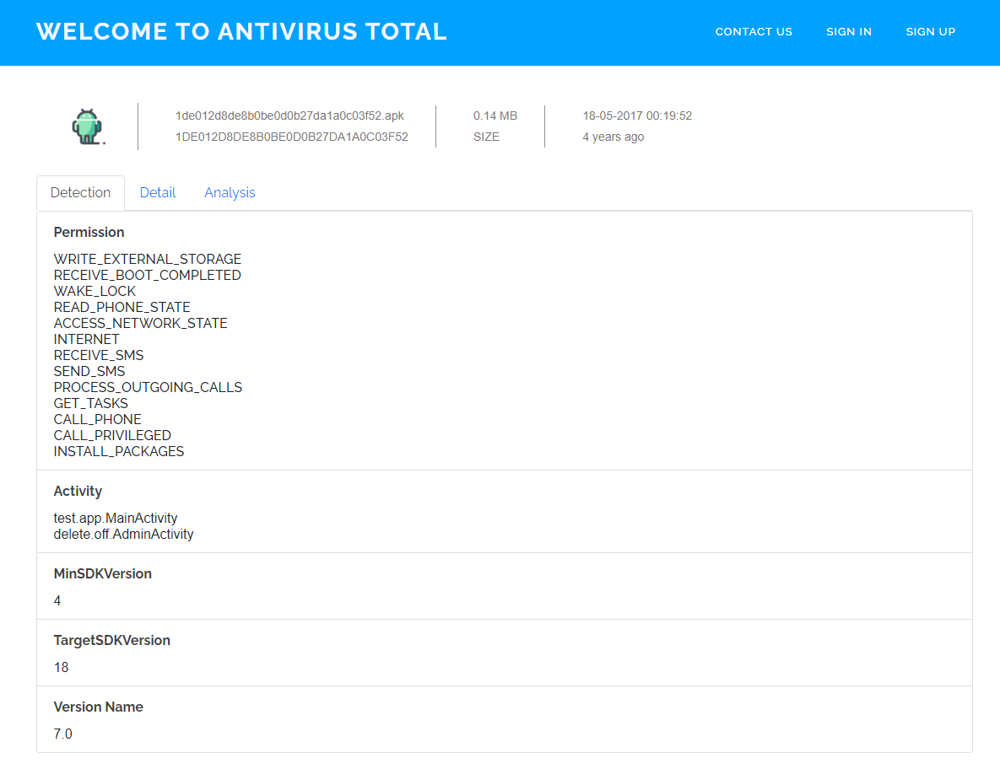 WELCOME TO ANTIVIRUS TOTAL
CONTACT US SIGN IN SIGN UP
1de012d8de8b0be0d0b27da1a0c03f52.apk 0.14 MB 18-05-2017 00:19:52
1DE012D8DE8B0BE0D0B27DA1A0C03F52 SIZE 4 years ago
Detection Detail Analysis
Permission
WRITE_EXTERNAL_STORAGE
RECEIVE_BOOT_COMPLETED
WAKE_LOCK
READ_PHONE_STATE
ACCESS_NETWORK_STATE
INTERNET
RECEIVE_SMS
SEND_SMS
PROCESS_OUTGOING_CALLS
GET_TASKS
CALL_PHONE
CALL_PRIVILEGED
INSTALL_PACKAGES
Activity
test.app.MainActivity
delete.off.AdminActivity
MinSDKVersion
4
TargetSDKVersion
18
Version Name
7.0